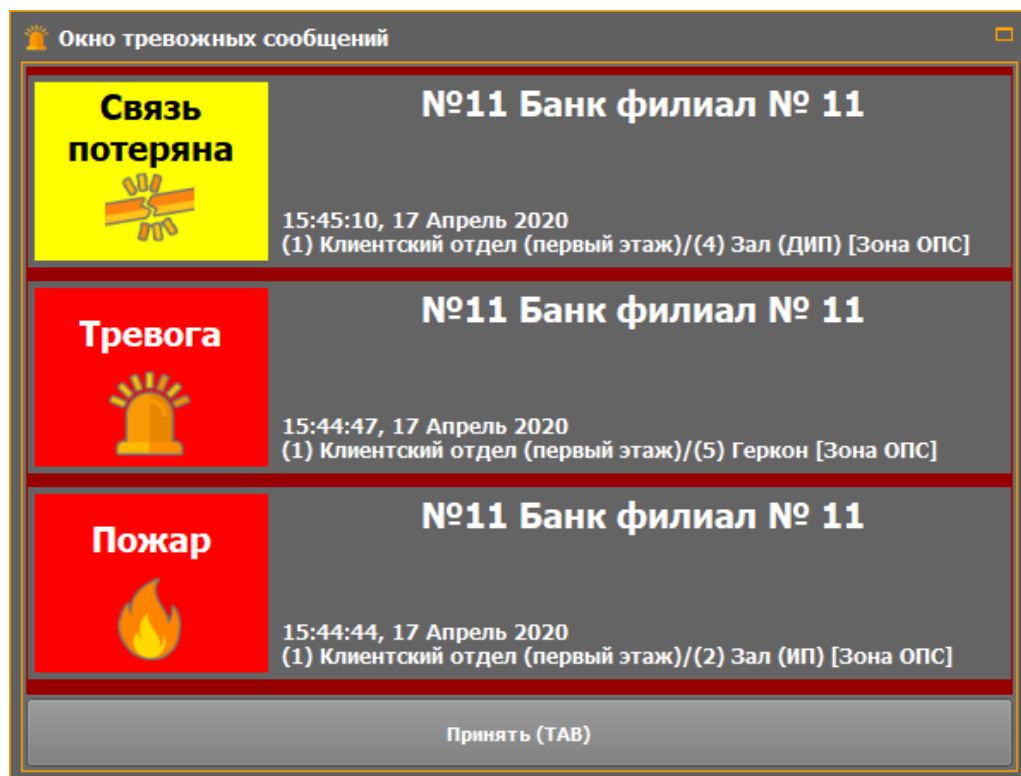 Окно тревожных сообщений
Связь
потеряна
№11 Банк филиал № 11
15:45:10, 17 Апрель 2020
(1) Клиентский отдел (первый этаж)/(4) Зал (ДИП) [Зона ОПС]
Тревога
№11 Банк филиал № 11
15:44:47, 17 Апрель 2020
(1) Клиентский отдел (первый этаж)/(5) Геркон [Зона ОПС]
Пожар
№11 Банк филиал № 11
15:44:44, 17 Апрель 2020
(1) Клиентский отдел (первый этаж)/(2) Зал (ИП) [Зона ОПС]
Принять (TAB)